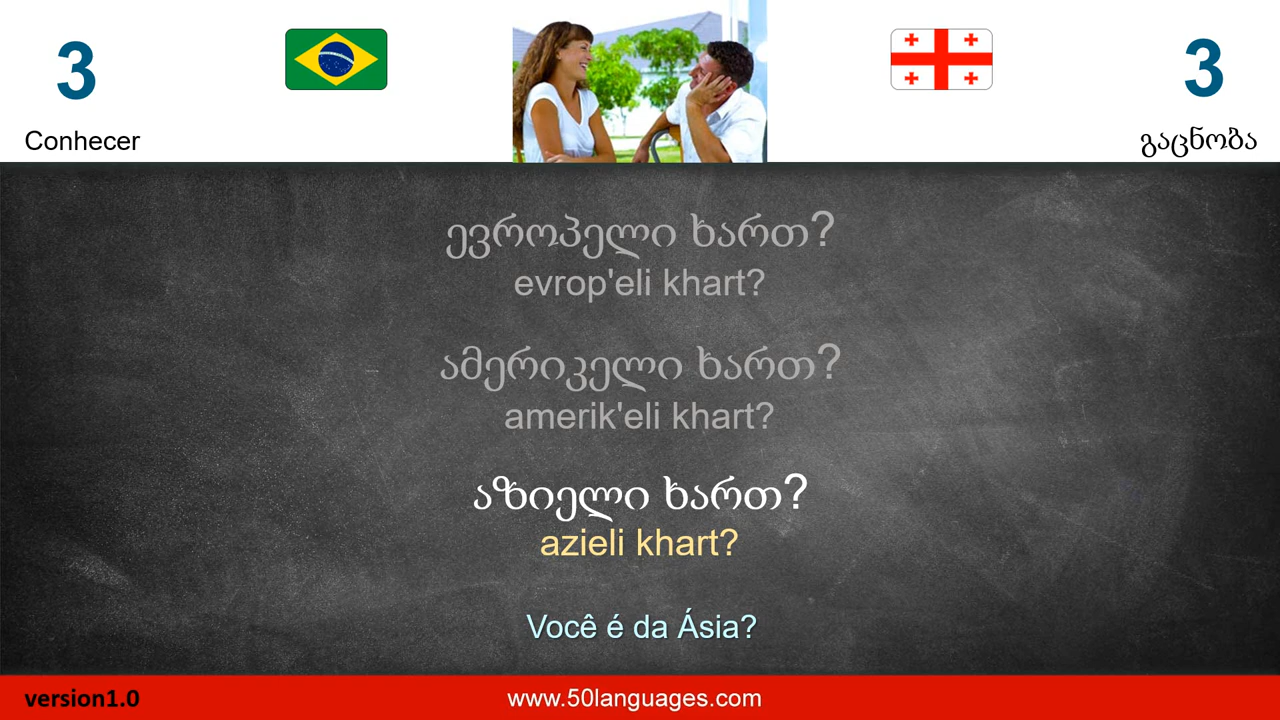 3
3
Conhecer
გაცნობა
ევროპელი ხართ?
evrop'eli khart?
ამერიკელი ხართ?
amerik'eli khart?
აზიელი ხართ?
azieli khart?
Você é da Ásia?
version1.0
www.50languages.com